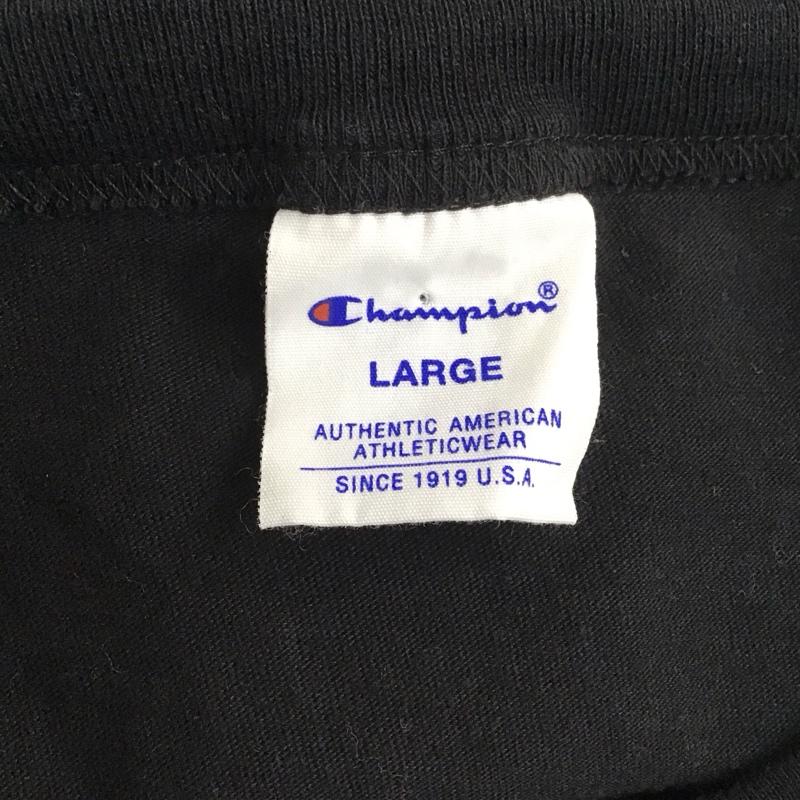 Champion®
LARGE
AUTHENTIC AMERICAN
ATHLETICWEAR
SINCE 1919 U.S.A.